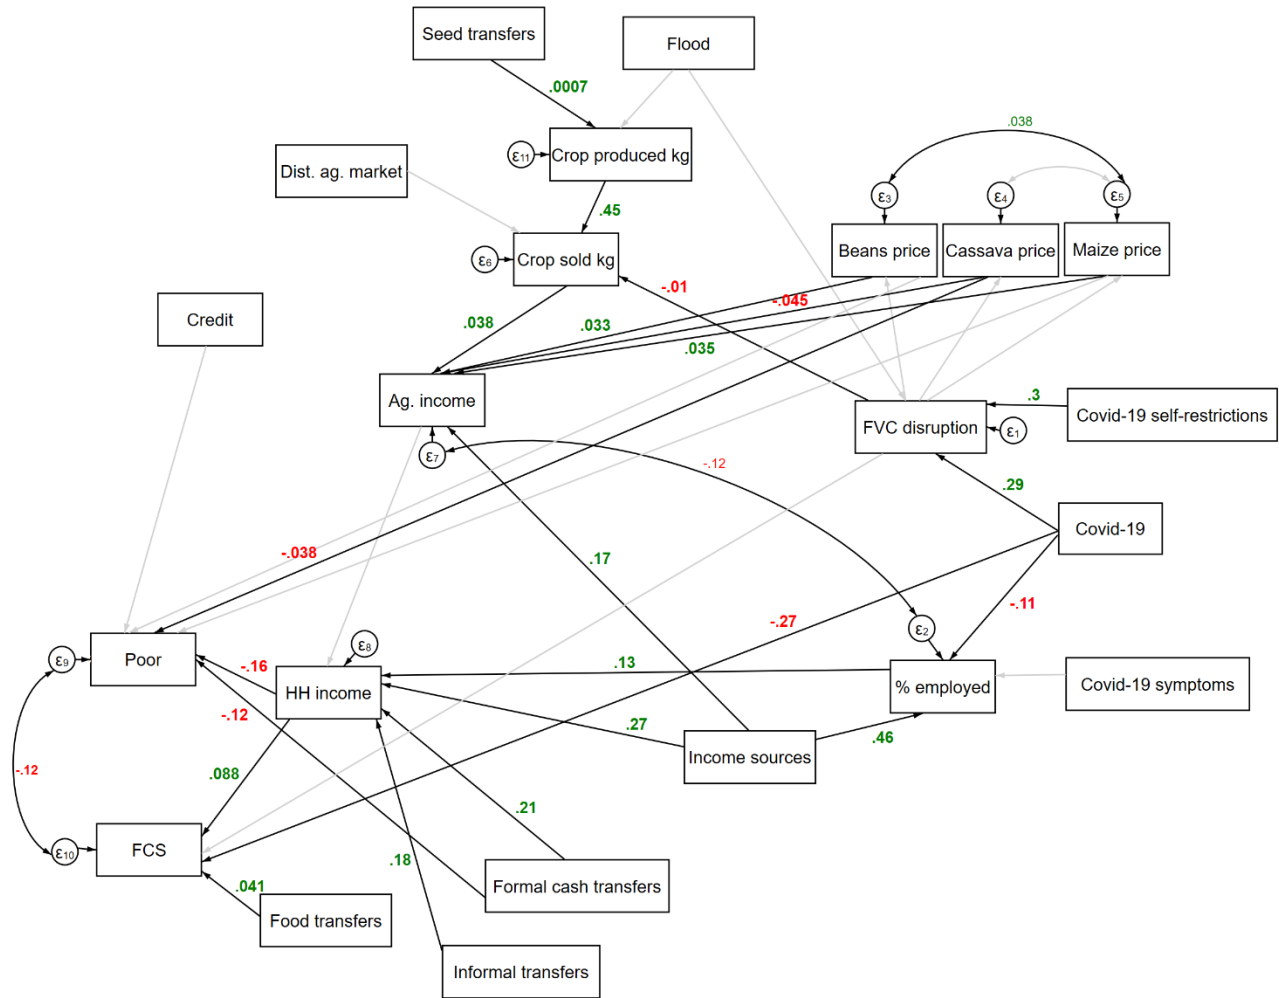 Seed transfers
Flood
.0007
.038
ε11
Crop produced kg
Dist. ag. market
ε3
ε4
ε5
.45
Beans price
Cassava price
Maize price
ε6
Crop sold kg
-.01
-.045
Credit
.038
.033
.035
Ag. income
.3
Covid-19 self-restrictions
FVC disruption
ε1
ε7
-.12
.29
Covid-19
-.038
.17
-.11
-.27
ε2
ε9
Poor
-.16
ε8
.13
HH income
% employed
Covid-19 symptoms
-.12
.27
.46
Income sources
-.12
.088
.21
ε10
FCS
.18
.041
Formal cash transfers
Food transfers
Informal transfers